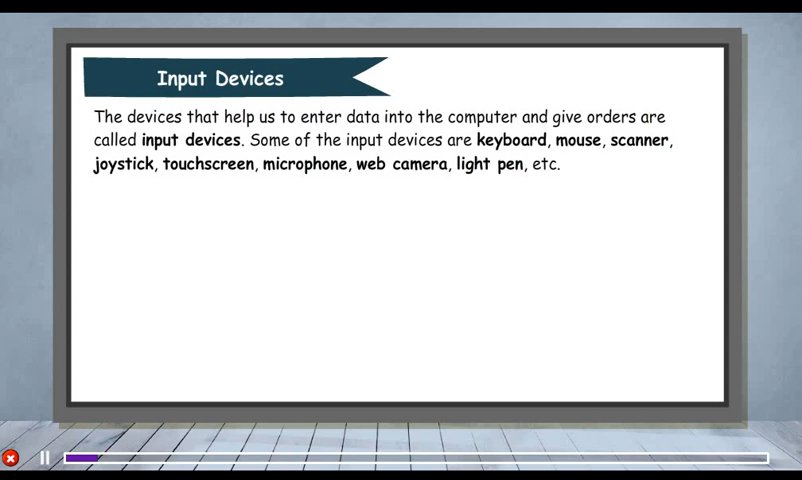 Input Devices
The devices that help us to enter data into the computer and give orders are
called input devices. Some of the input devices are keyboard, mouse, scanner,
joystick, touchscreen, microphone, web camera, light pen, etc.